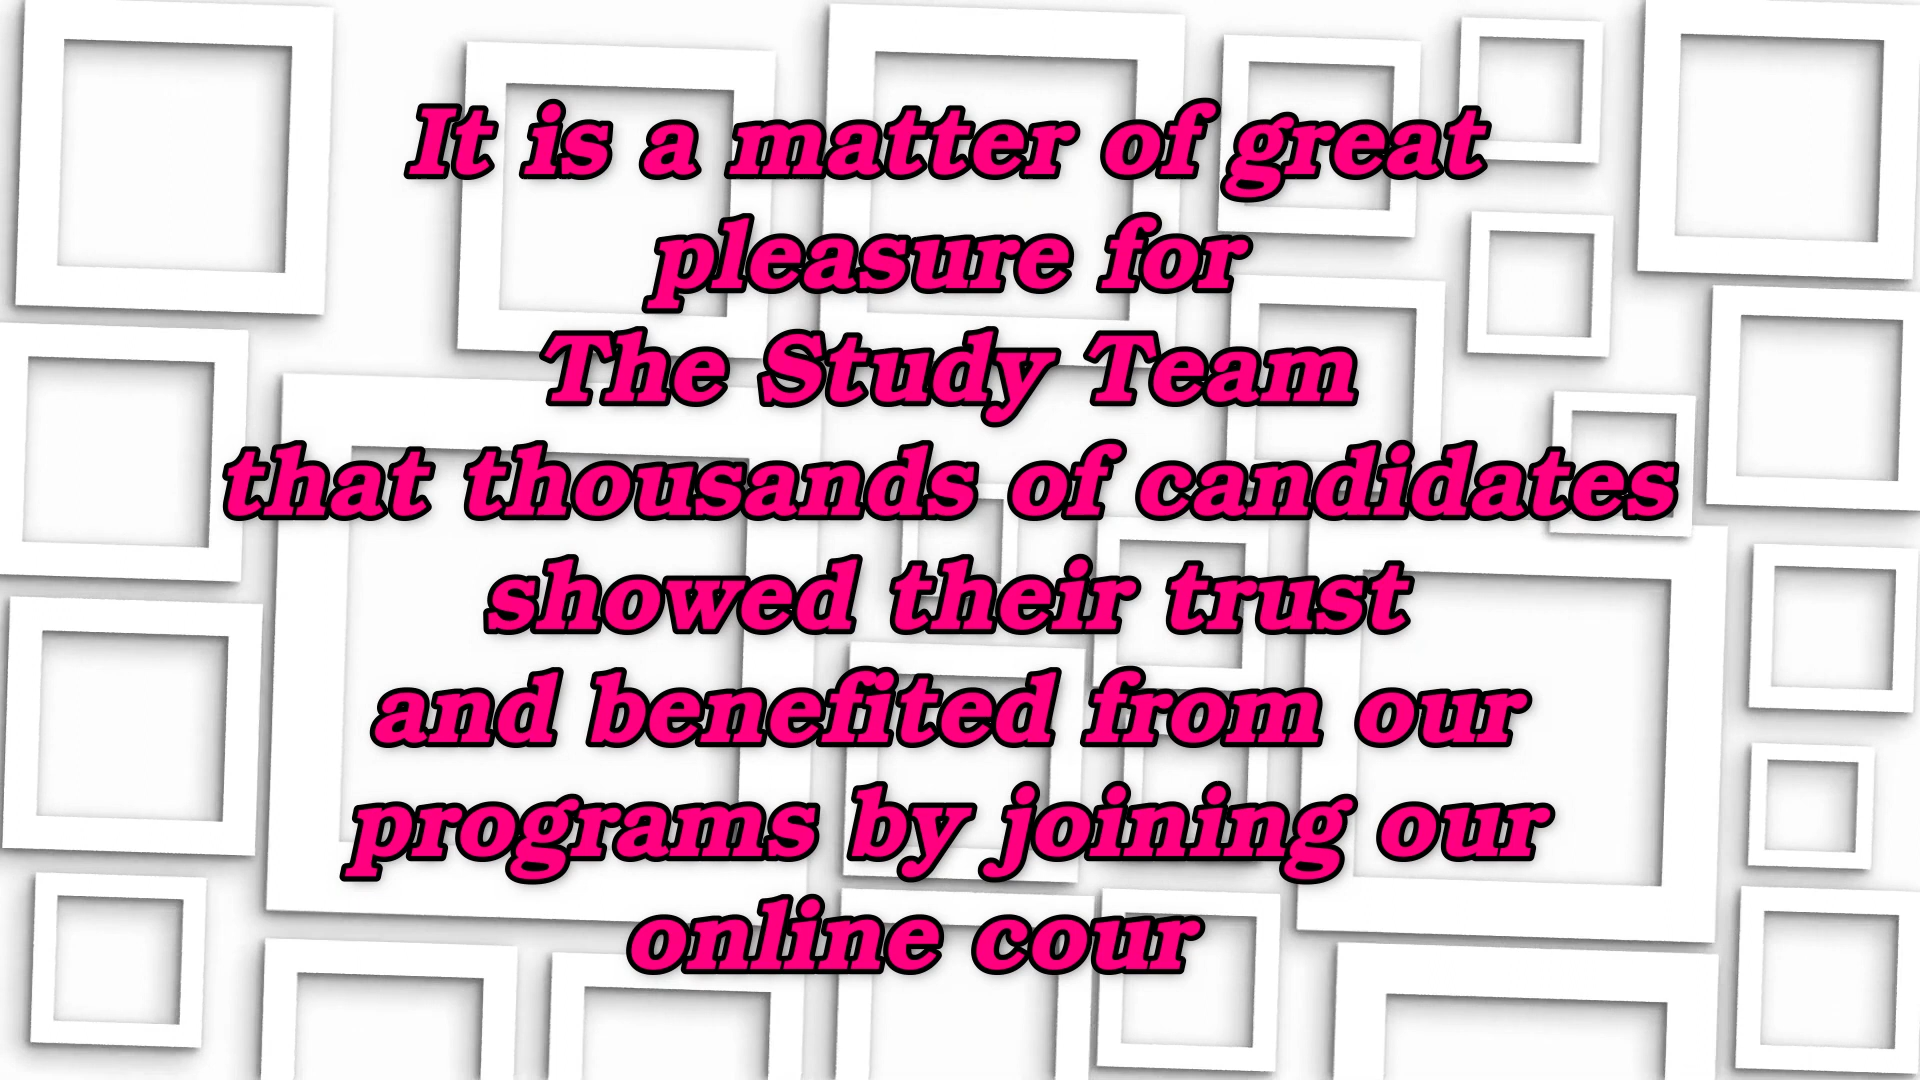 It is a matter of great
pleasure for
The Study Team
that thousands of candidates
showed their trust
and benefited from our
programs by joining our
online cour